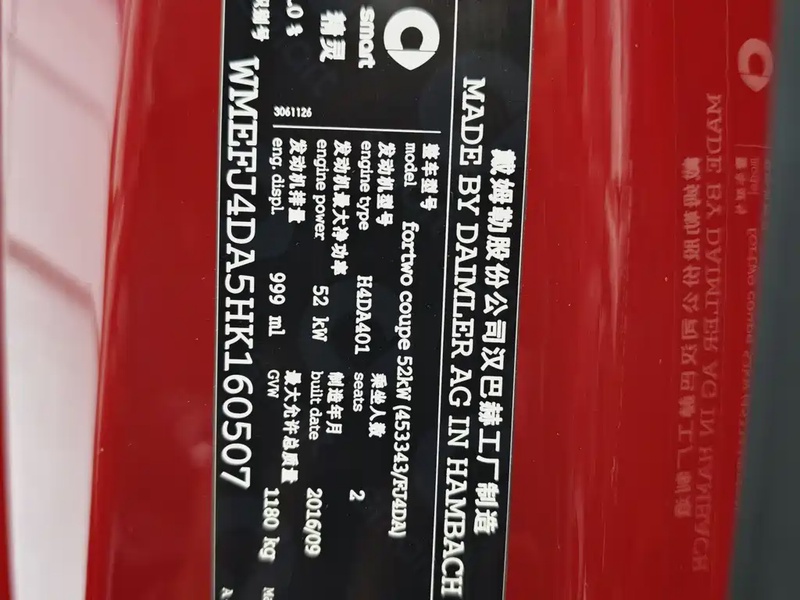 戴姆勒股份公司汉巴赫工厂制造
MADE BY DAIMLER AG IN HAMBACH
smart
精灵
整车型号
model fortwo coupe 52kW (453343/FJ4DA)
发动机型号 乘坐人数
engine type H4DA401 seats 2
发动机最大净功率 制造年月
engine power 52 kW built date 2016/09
发动机排量 最大允许总质量
eng. displ. 999 ml GVW 1180 kg
3061126
WMEFJ4DA5HK160507